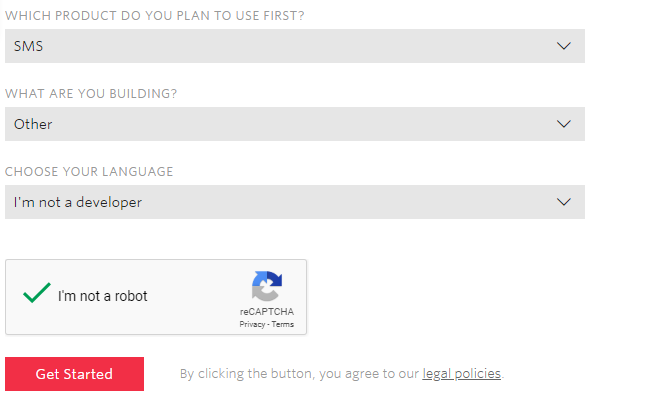 WHICH PRODUCT DO YOU PLAN TO USE FIRST?
SMS
WHAT ARE YOU BUILDING?
Other
CHOOSE YOUR LANGUAGE
I'm not a developer
I'm not a robot
reCAPTCHA
Privacy - Terms
Get Started
By clicking the button, you agree to our legal policies.